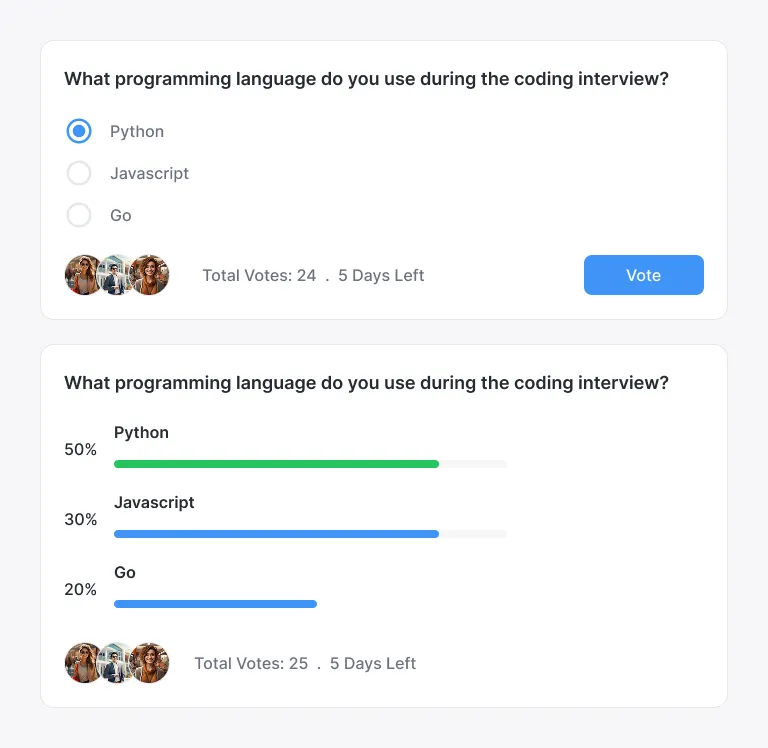 What programming language do you use during the coding interview?
Python
Javascript
Go
Total Votes: 24 . 5 Days Left
Vote
What programming language do you use during the coding interview?
Python
50%
Javascript
30%
Go
20%
Total Votes: 25 . 5 Days Left